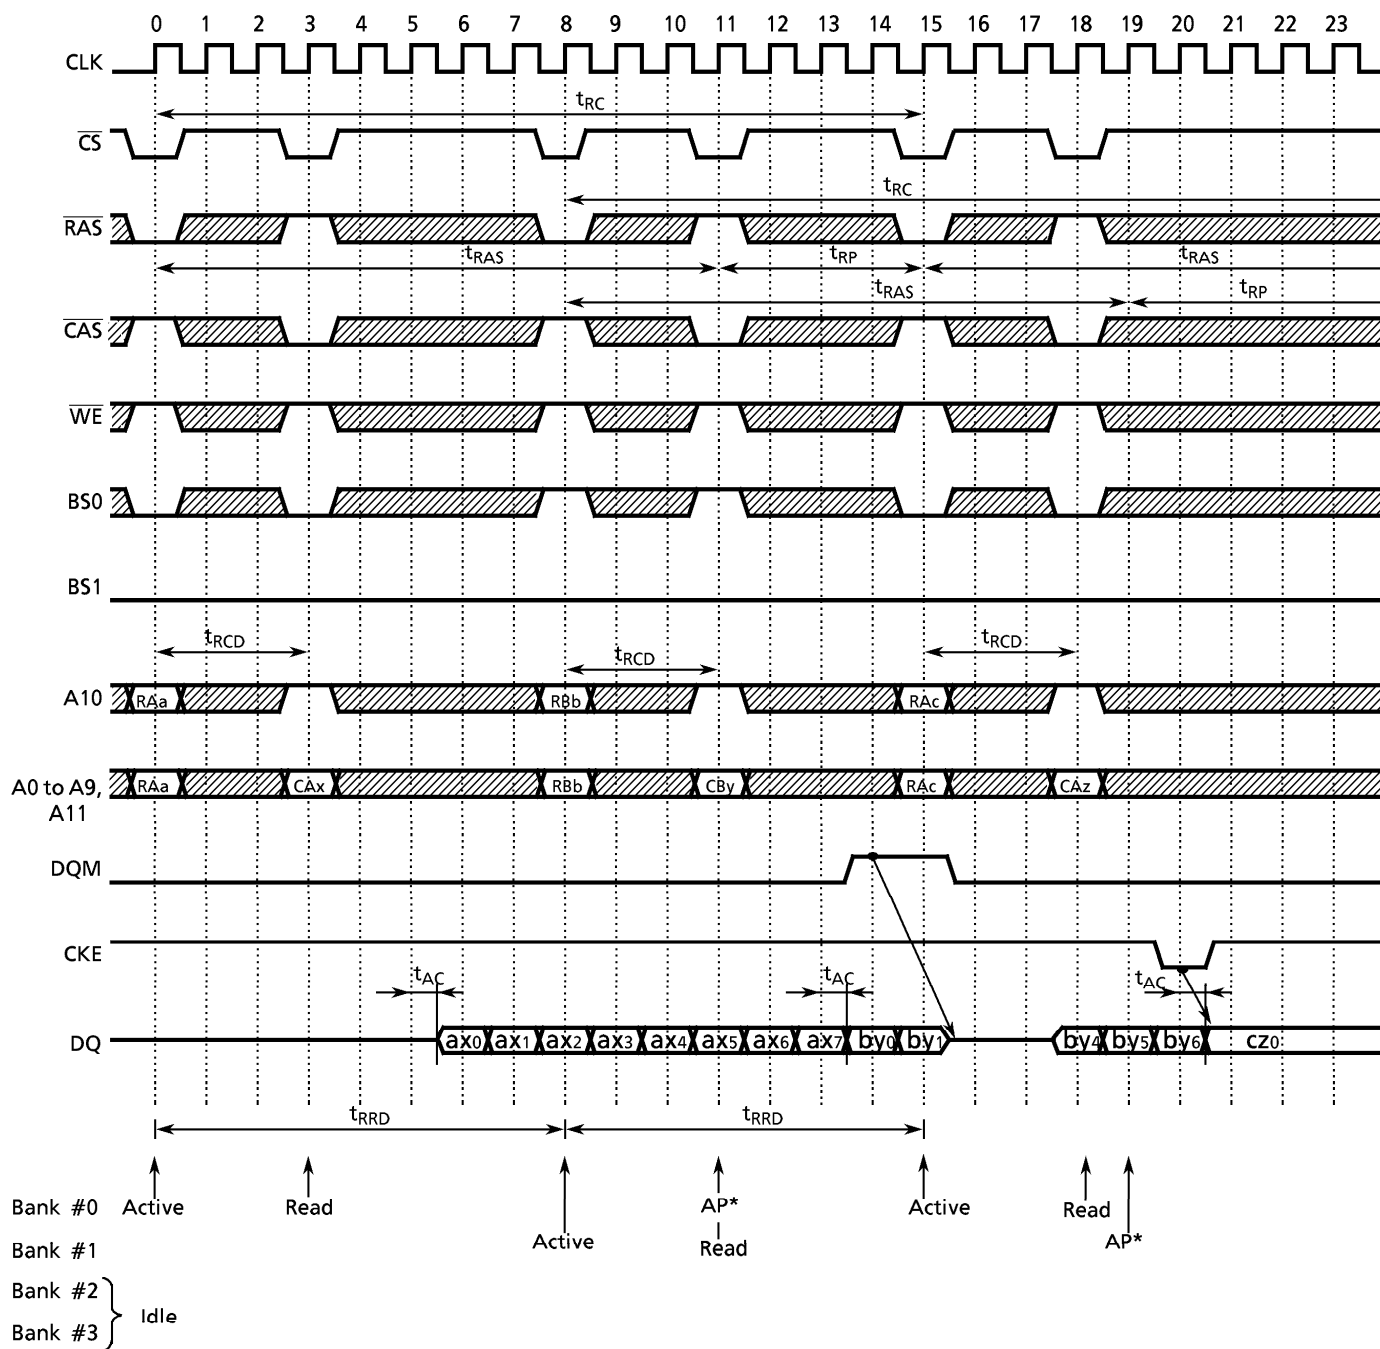 0 1 2 3 4 5 6 7 8 9 10 11 12 13 14 15 16 17 18 19 20 21 22 23
CLK
tRC
CS
tRC
RAS
tRAS tRP tRAS
tRAS tRP
CAS
WE
BS0
BS1
tRCD tRCD tRCD
A10 RAa RBb RAc
A0 to A9, RAa CAx RBb CBy RAc CAz
A11
DQM
CKE
tAC tAC tAC
DQ ax0 ax1 ax2 ax3 ax4 ax5 ax6 ax7 by0 by1 by4 by5 by6 cz0
tRRD tRRD
Bank #0 Active Read AP* Active Read
Bank #1 Active Read AP*
Bank #2
Idle
Bank #3